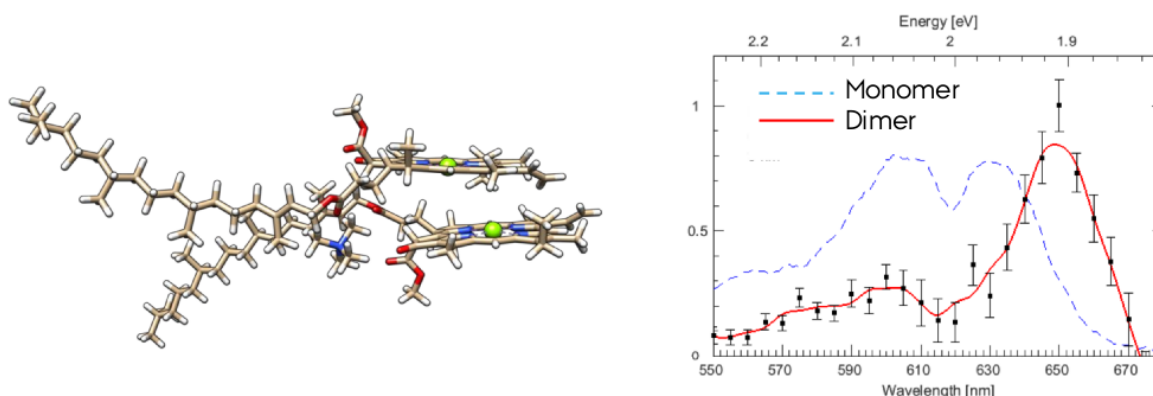 Energy [eV]
2.2 2.1 2 1.9
Monomer
Dimer
1
0.5
0
550 570 590 610 630 650 670
Wavelength [nm]